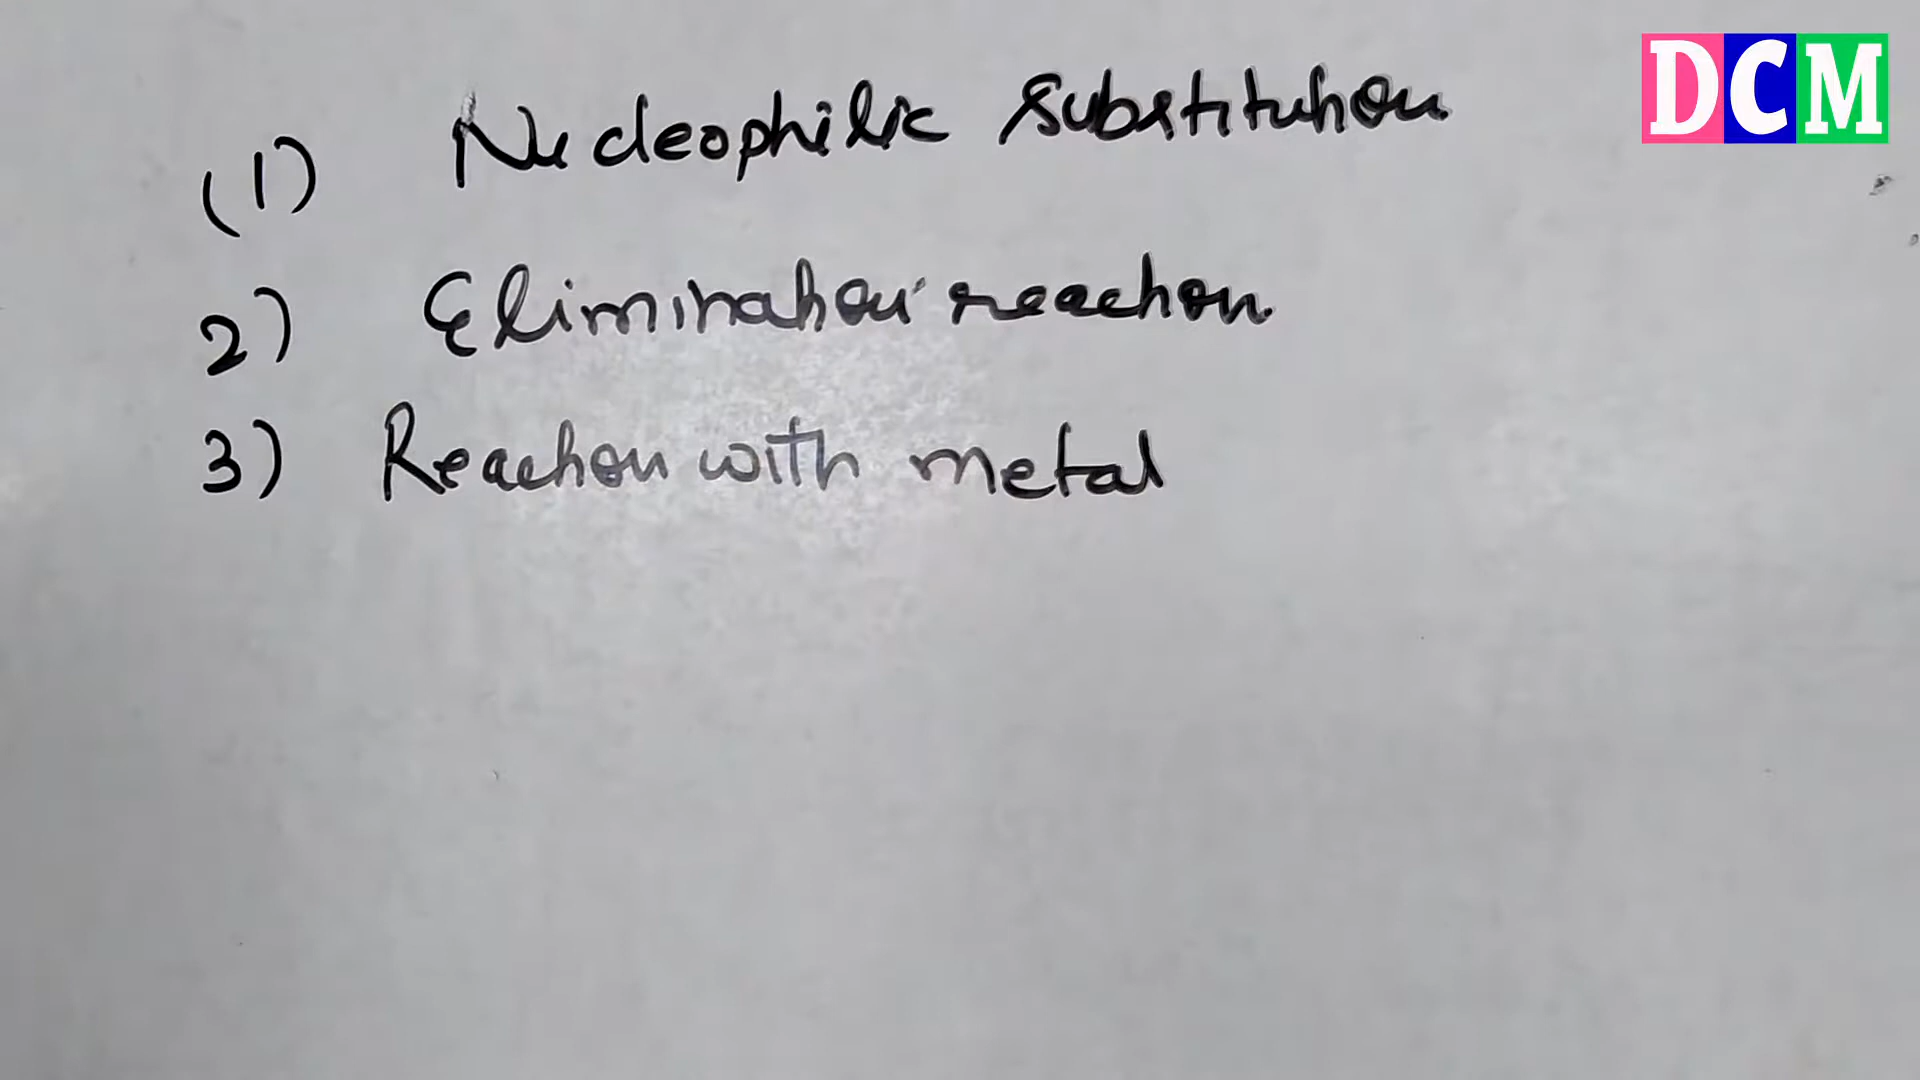 DCM
(1) Nucleophilic substitution
2) Elimination reaction
3) Reaction with metal